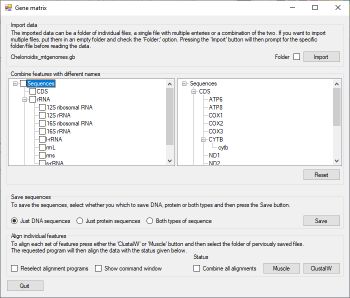 Gene matrix
Import data
The imported data can be a folder of individual files, a single file with multiple enteries or a combination of the two. If you want to import
multiple files, put them in an empty folder and check the 'Folder:' option. Pressing the 'Import' button will then prompt for the specific
folder/file before reading the data.
Chelonoidis_mtgenomes.gb
Folder
Import
Combine features with different names
Sequences
CDS
rRNA
12S ribosomal RNA
12S rRNA
16S ribosomal RNA
16S rRNA
l-rRNA
rrnL
rrnS
s-rRNA
Sequences
CDS
ATP6
ATP8
COX1
COX2
COX3
CYTB
cytb
ND1
ND2
Reset
Save sequences
To save the sequences, select whether you which to save DNA, protein or both types and then press the Save button.
Just DNA sequences
Just protein sequences
Both types of sequence
Save
Align individual features
To align each set of features press either the 'ClustalW' or 'Muscle' button and then select the folder of previously saved files.
The requested program will then align the data with the status given below.
Status
Reselect alignment programs
Show command window
Combine all alignments
Muscle
ClustalW
Quit